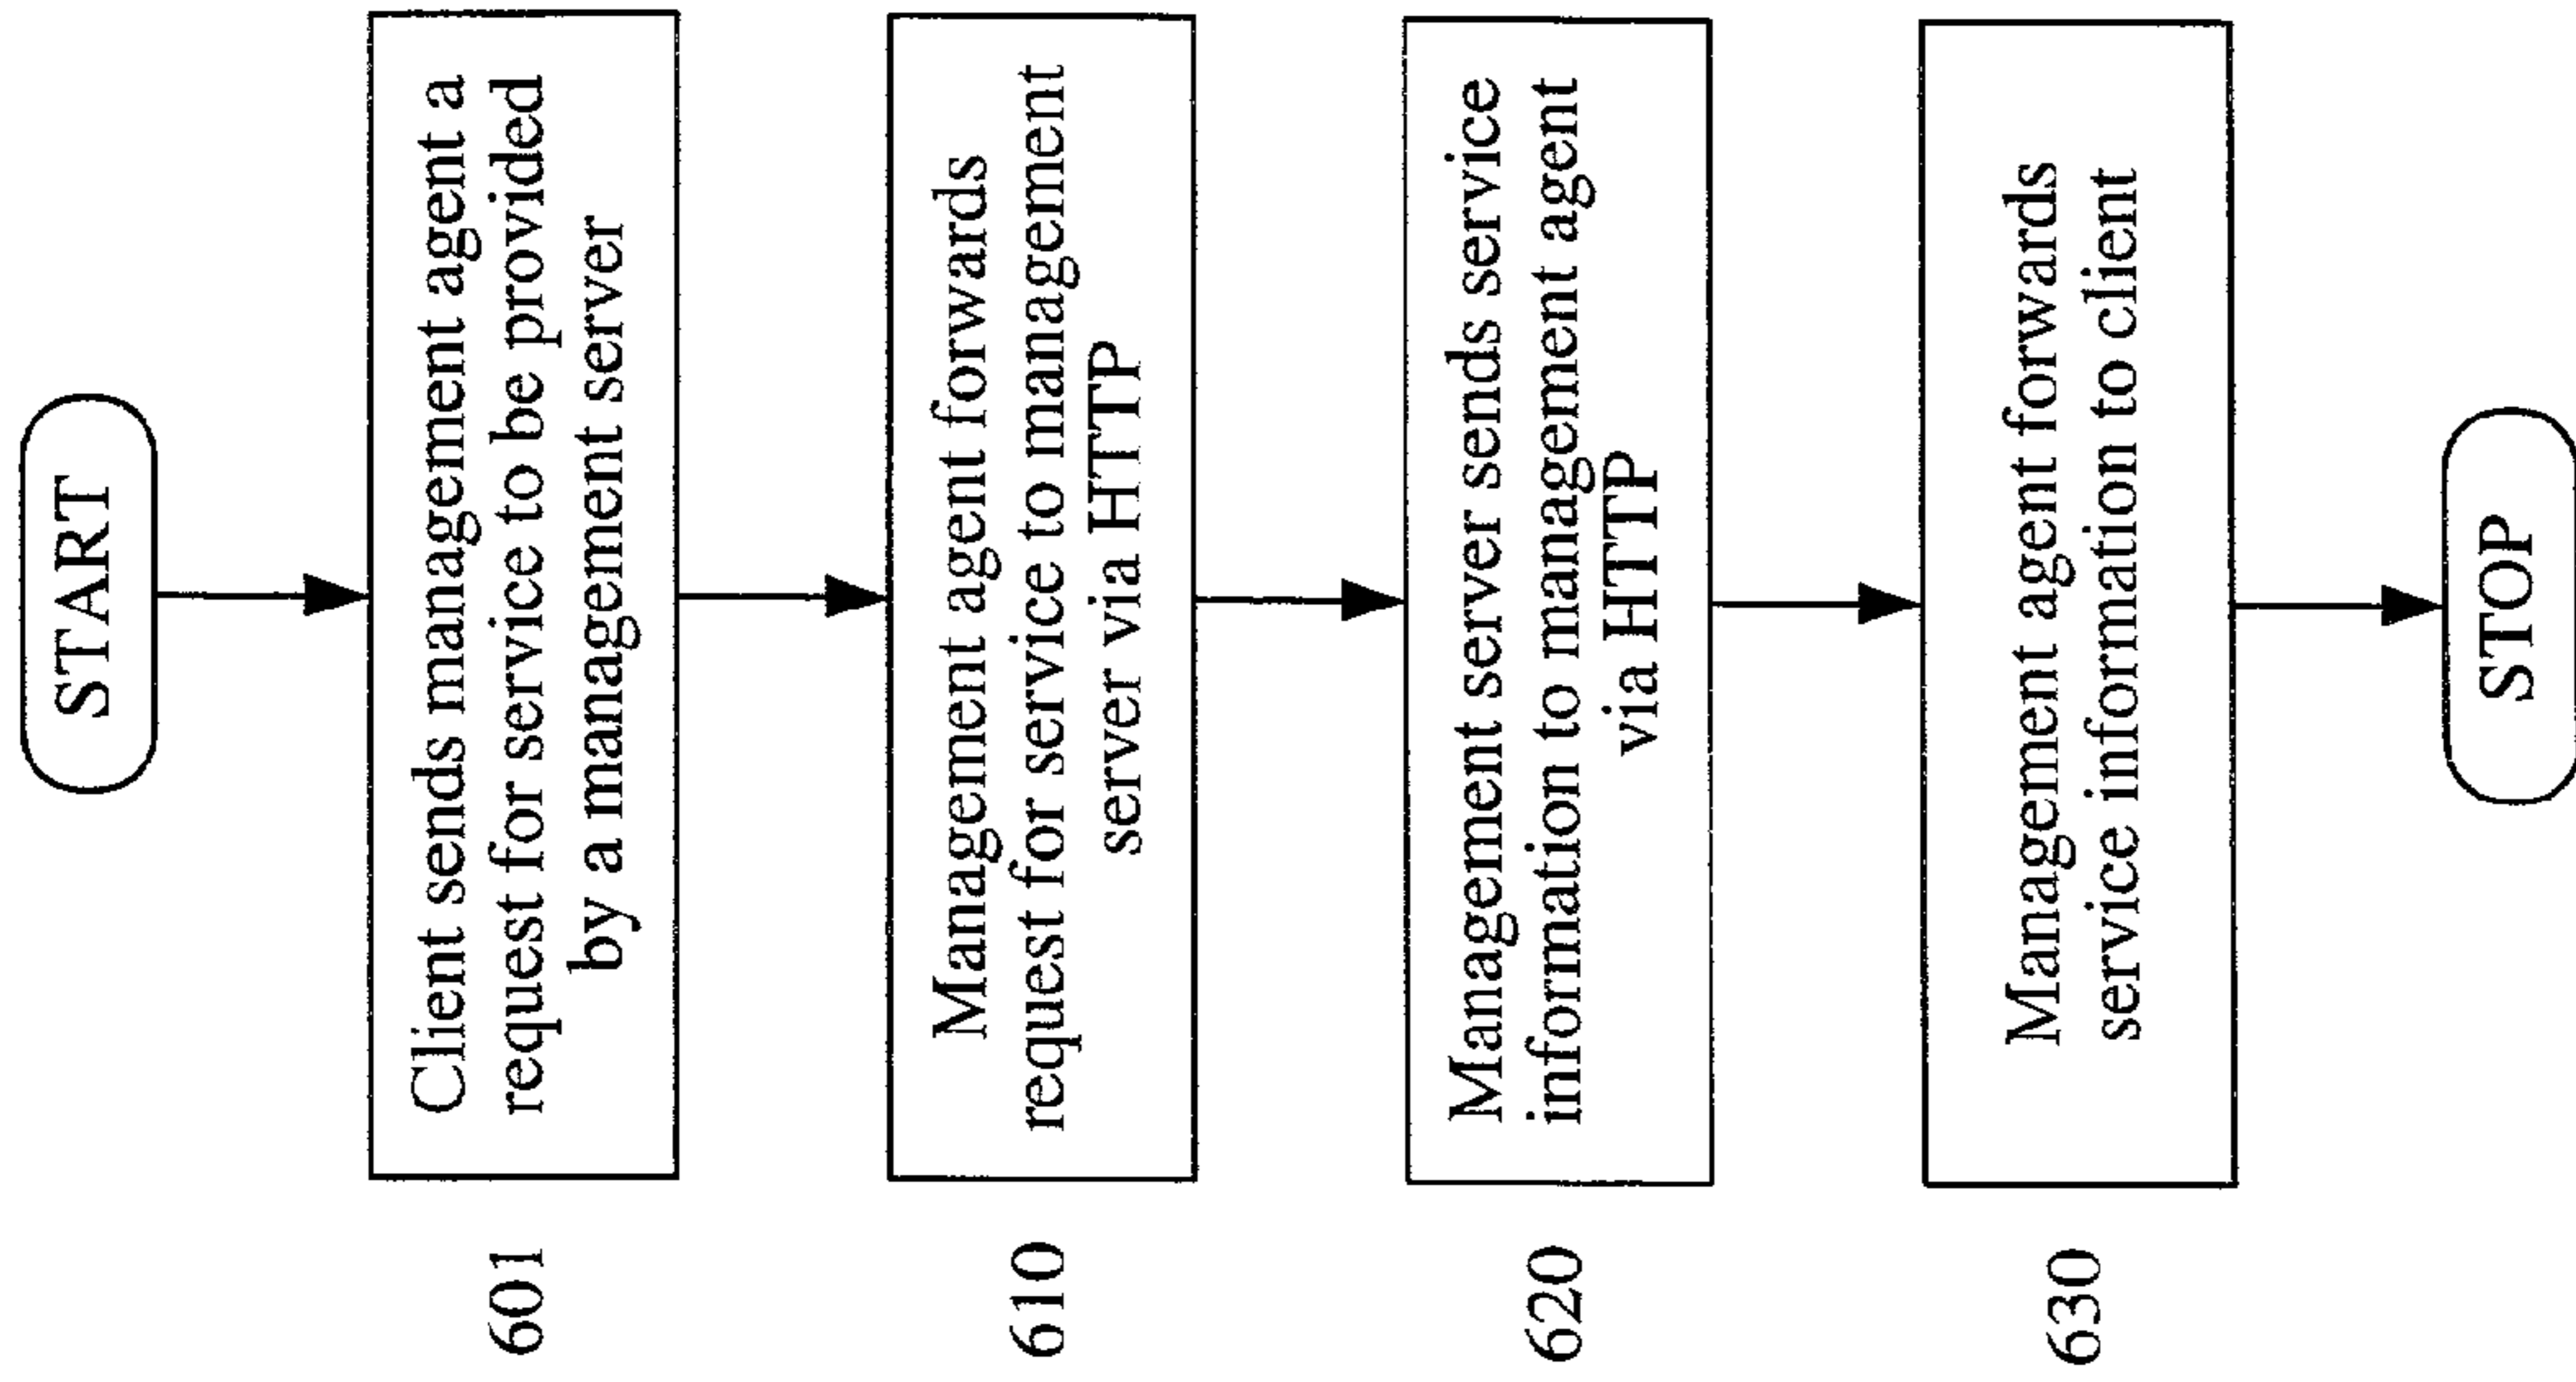 START
601
Client sends management agent a
request for service to be provided
by a management server
610
Management agent forwards
request for service to management
server via HTTP
620
Management server sends service
information to management agent
via HTTP
630
Management agent forwards
service information to client
STOP